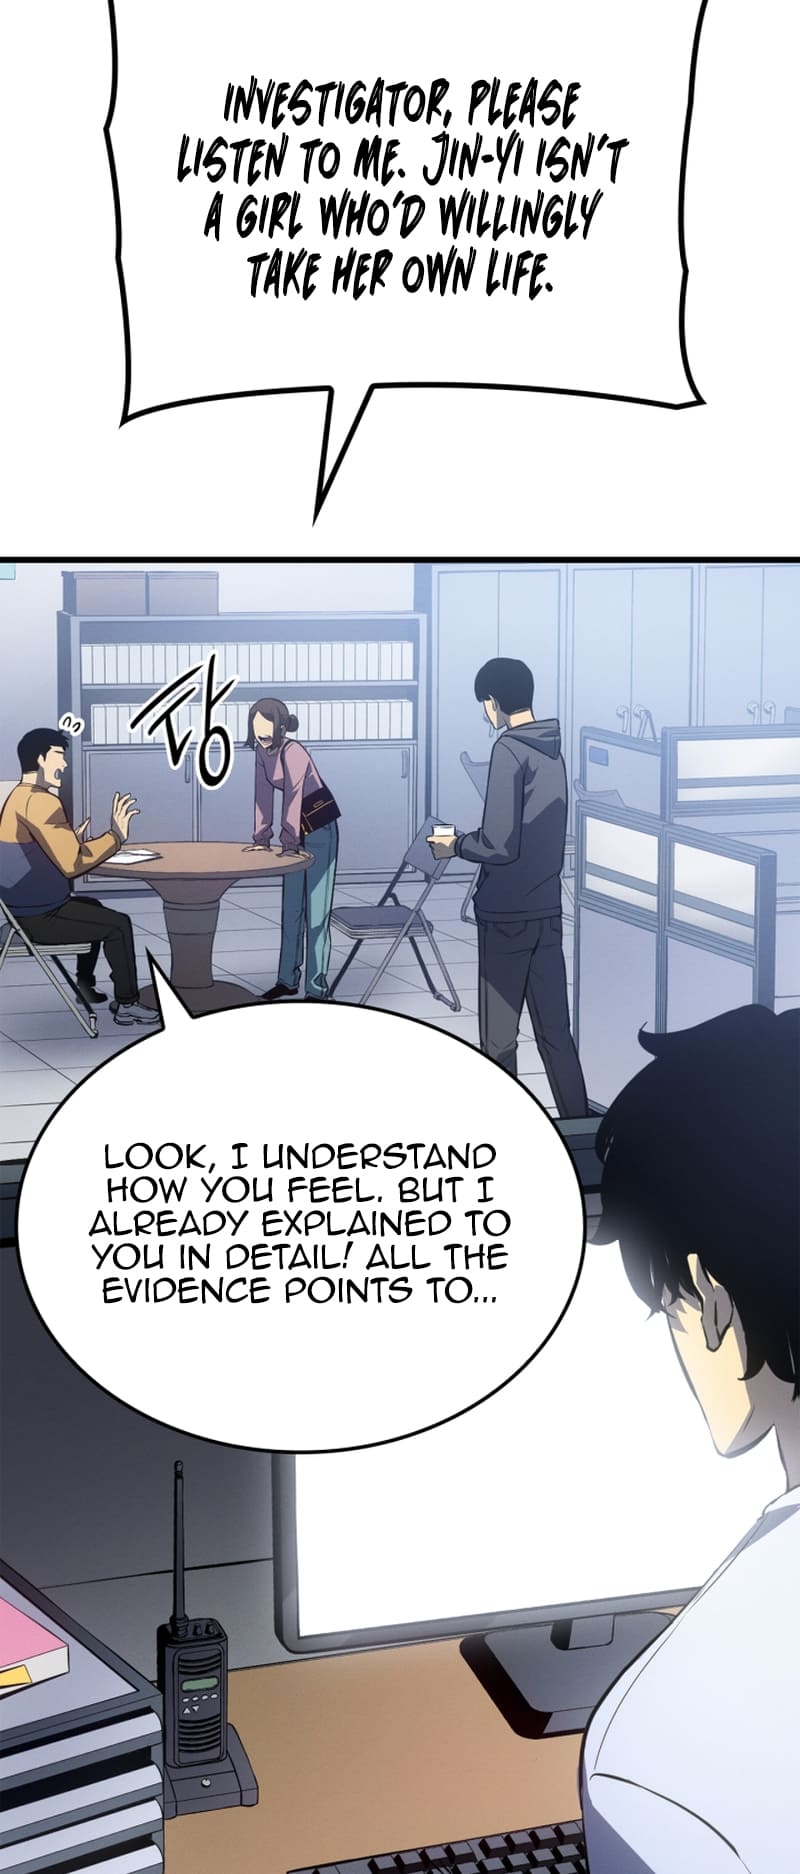 INVESTIGATOR, PLEASE
LISTEN TO ME. JIN-YI ISN'T
A GIRL WHO'D WILLINGLY
TAKE HER OWN LIFE.
쾅
LOOK, I UNDERSTAND
HOW YOU FEEL. BUT I
ALREADY EXPLAINED TO
YOU IN DETAIL! ALL THE
EVIDENCE POINTS TO...